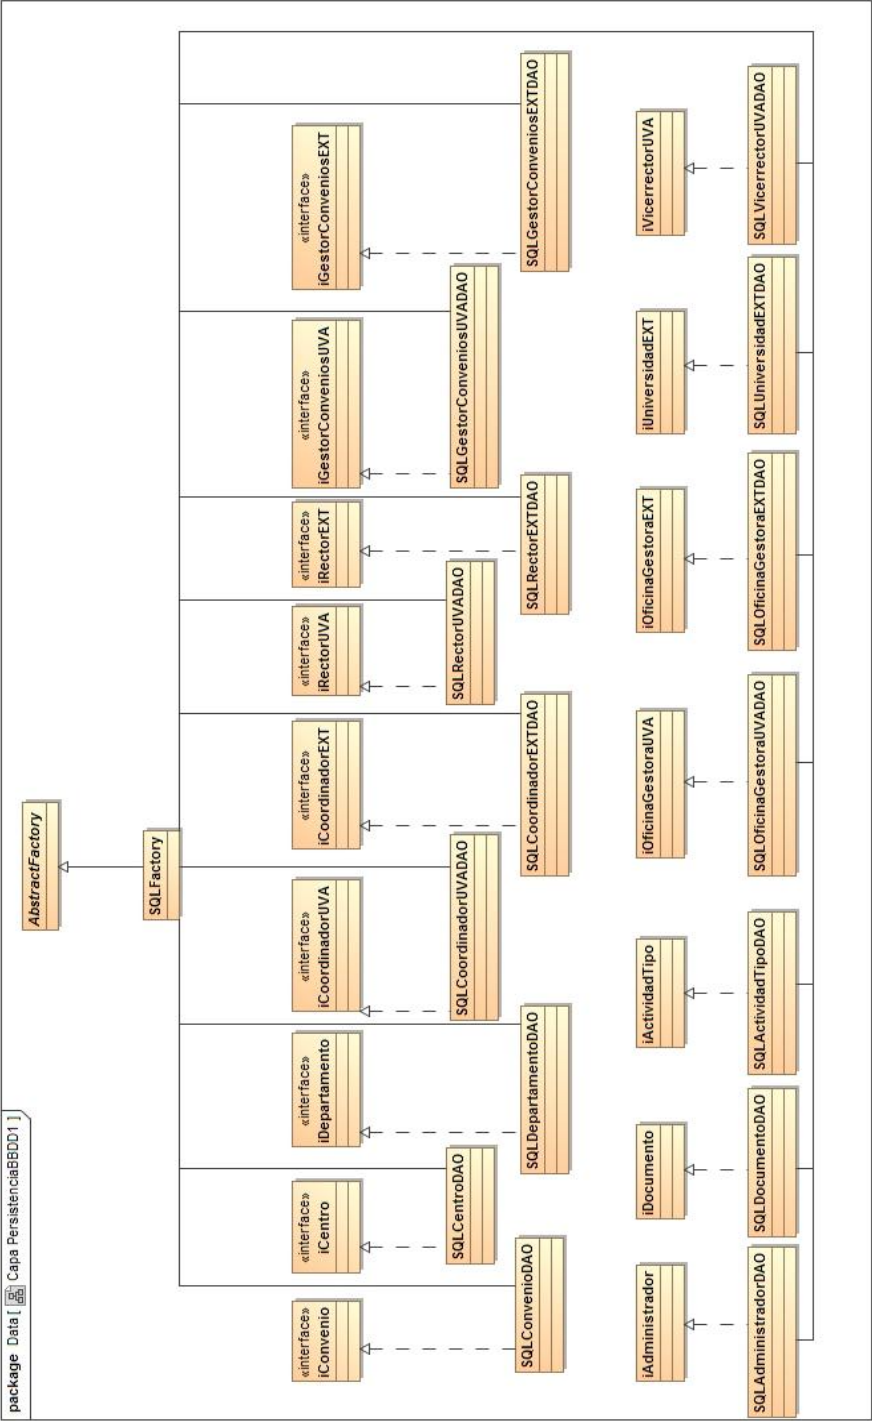 package Data [ Capa PersistenciaBBDD1 ]
AbstractFactory
SQLFactory
«interface»
iConvenio
«interface»
iCentro
«interface»
iDepartamento
«interface»
iCoordinadorUVA
«interface»
iCoordinadorEXT
«interface»
iRectorUVA
«interface»
iRectorEXT
«interface»
iGestorConveniosUVA
«interface»
iGestorConveniosEXT
SQLConvenioDAO
SQLCentroDAO
SQLDepartamentoDAO
SQLCoordinadorUVADAO
SQLCoordinadorEXTDAO
SQLRectorUVADAO
SQLRectorEXTDAO
SQLGestorConveniosUVADAO
SQLGestorConveniosEXTDAO
iAdministrador
iDocumento
iActividadTipo
iOficinaGestoraUVA
iOficinaGestoraEXT
iUniversidadEXT
iVicerrectorUVA
SQLAdministradorDAO
SQLDocumentoDAO
SQLActividadTipoDAO
SQLOficinaGestoraUVADAO
SQLOficinaGestoraEXTDAO
SQLUniversidadEXTDAO
SQLVicerrectorUVADAO